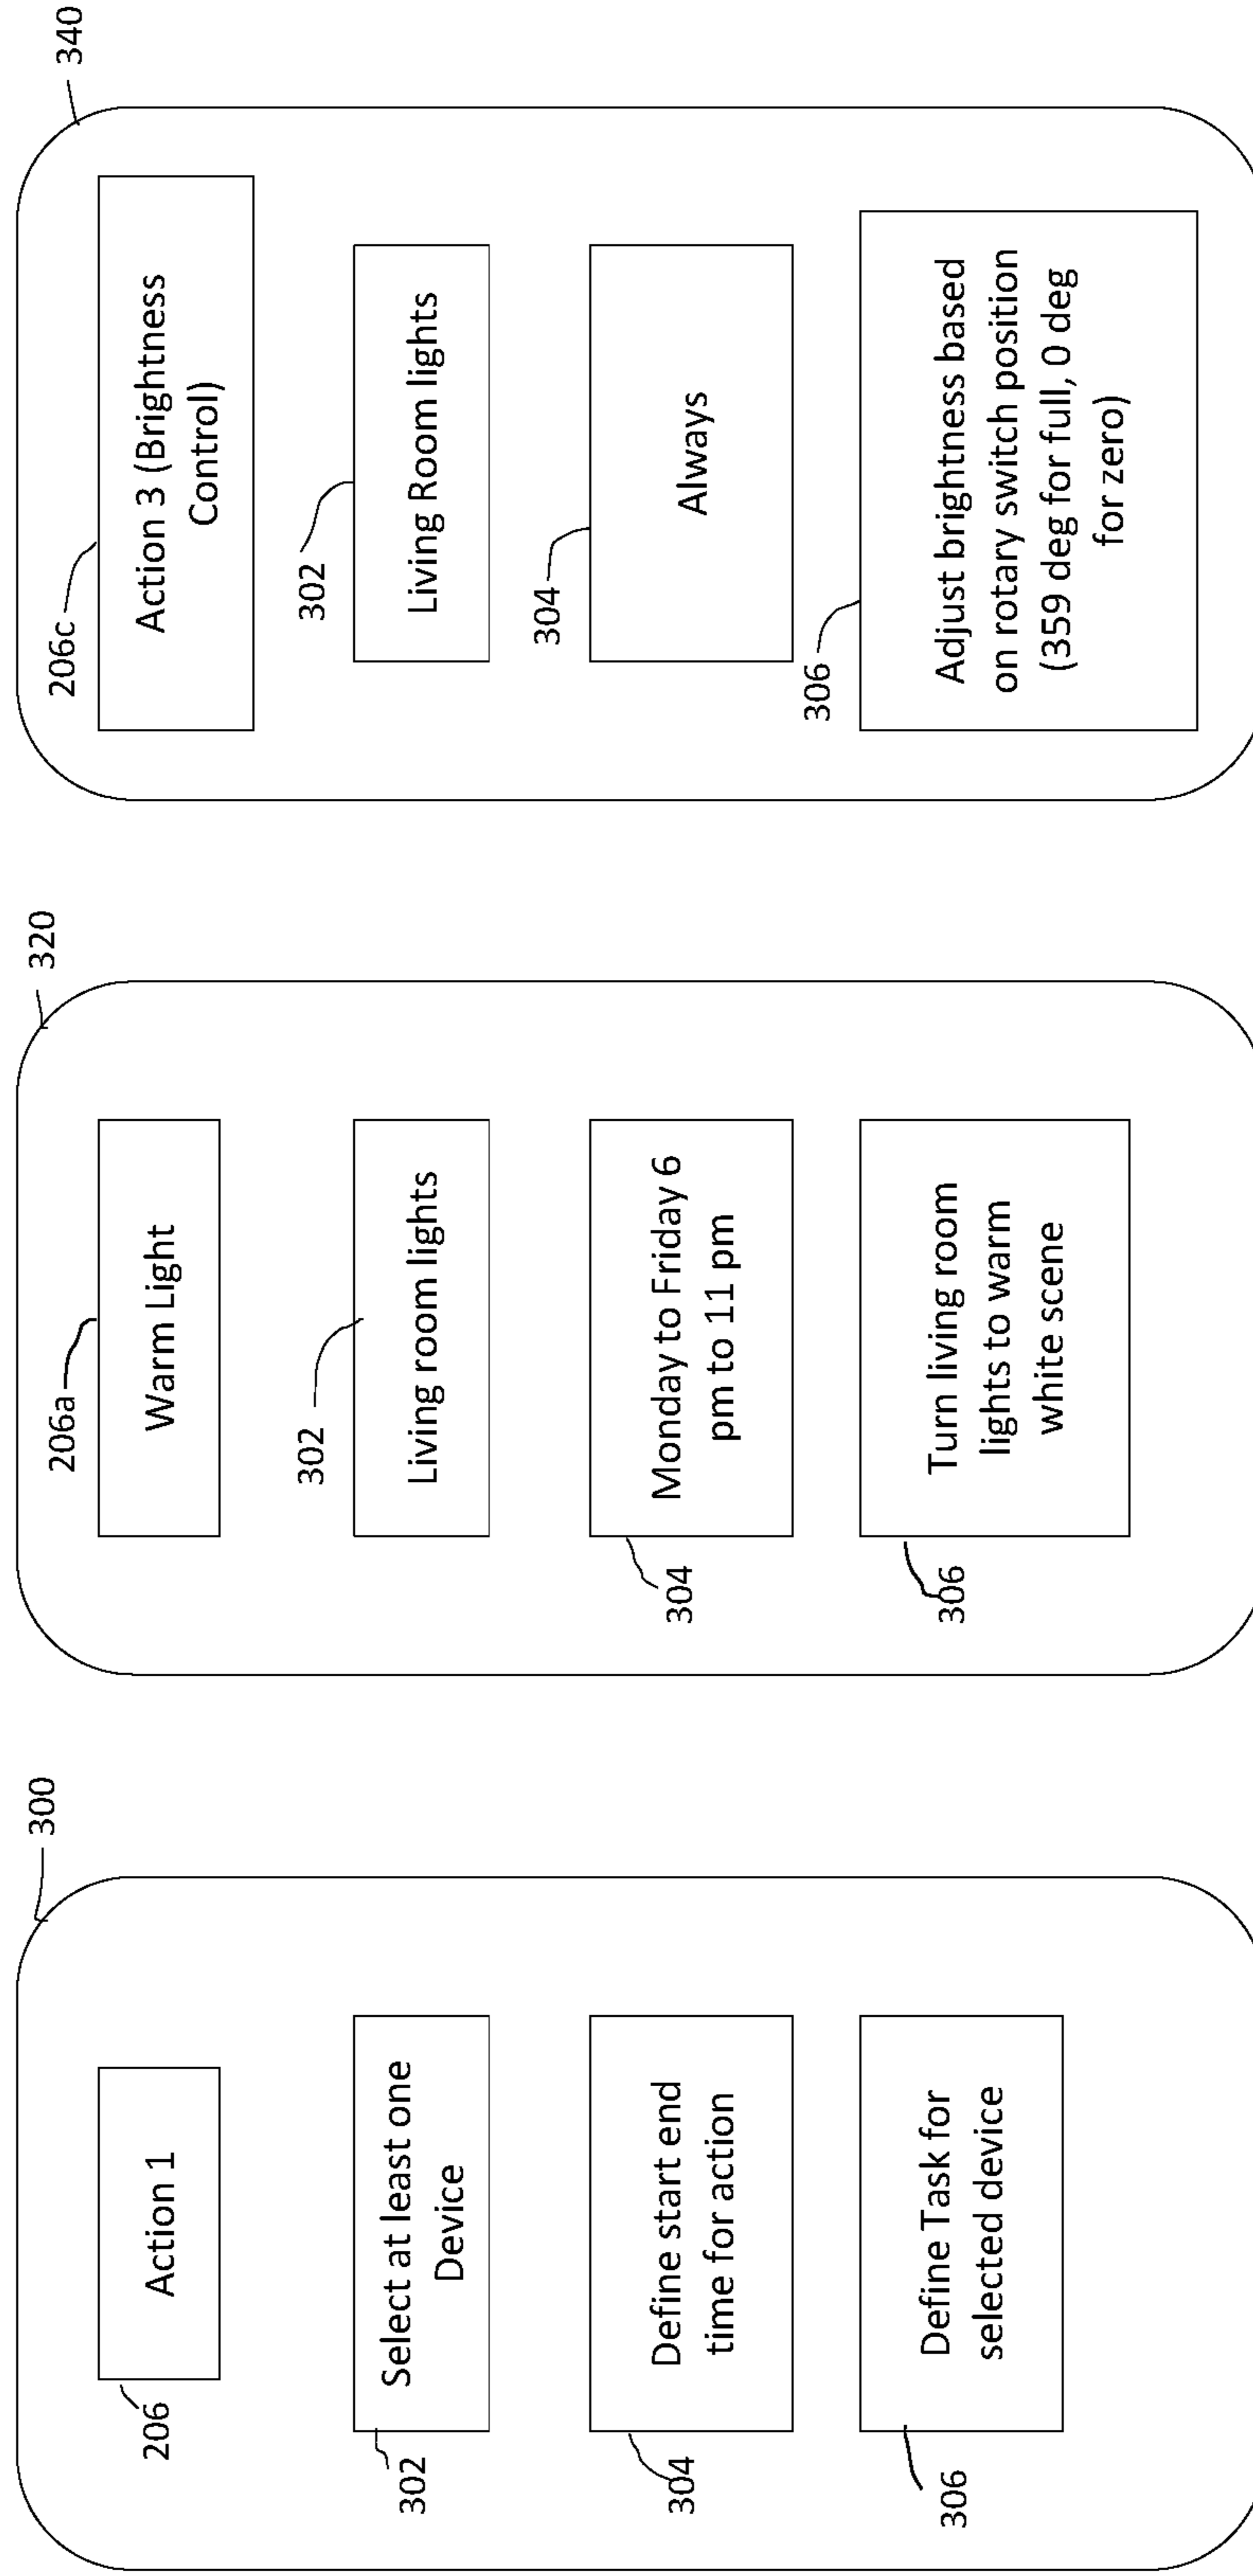 300
206
Action 1
302
Select at least one
Device
304
Define start end
time for action
306
Define Task for
selected device
320
206a
Warm Light
302
Living room lights
304
Monday to Friday 6
pm to 11 pm
306
Turn living room
lights to warm
white scene
340
206c
Action 3 (Brightness
Control)
302
Living Room lights
304
Always
306
Adjust brightness based
on rotary switch position
(359 deg for full, 0 deg
for zero)